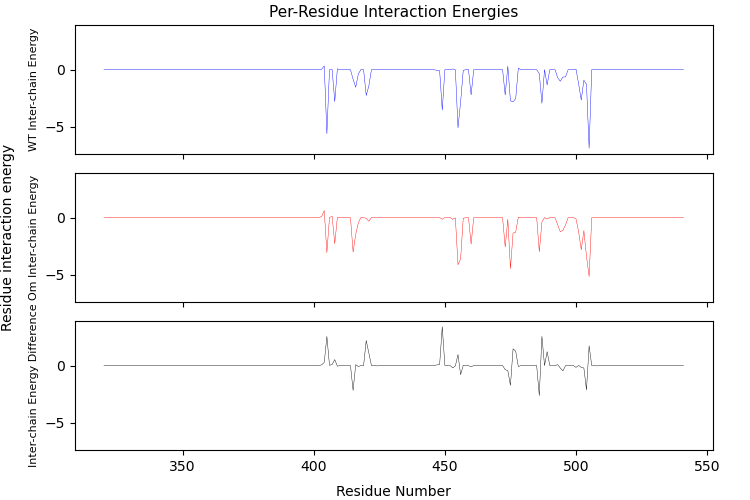 Per-Residue Interaction Energies
Residue interaction energy
WT Inter-chain Energy
0
−5
Om Inter-chain Energy
0
−5
Inter-chain Energy Difference
0
−5
350
400
450
500
550
Residue Number